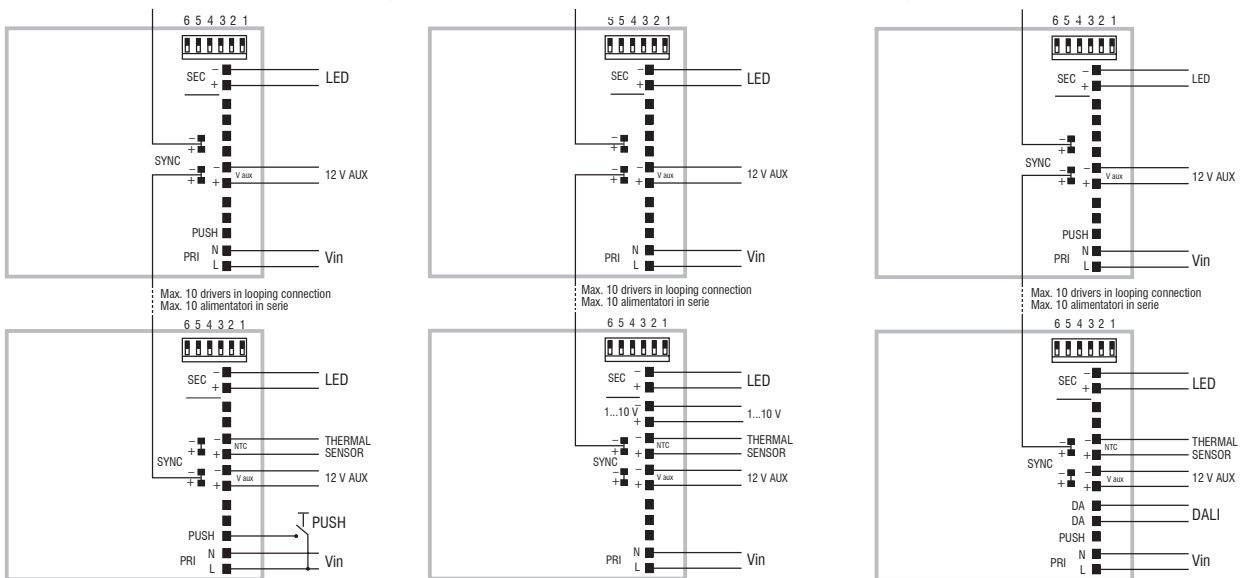 6 5 4 3 2 1
SEC
−
+
LED
−
+
SYNC
−
+
−
+
V aux
12 V AUX
PUSH
PRI
N
L
Vin
Max. 10 drivers in looping connection
Max. 10 alimentatori in serie
6 5 4 3 2 1
SEC
−
+
LED
−
+
SYNC
−
+
−
+
NTC
THERMAL
SENSOR
−
+
V aux
12 V AUX
PUSH
PUSH
PRI
N
L
Vin
5 5 4 3 2 1
SEC
−
+
LED
−
+
−
+
−
+
V aux
12 V AUX
PRI
N
L
Vin
Max. 10 drivers in looping connection
Max. 10 alimentatori in serie
6 5 4 3 2 1
SEC
−
+
LED
1...10 V
−
+
1...10 V
−
+
SYNC
−
+
−
+
NTC
THERMAL
SENSOR
−
+
V aux
12 V AUX
PRI
N
L
Vin
6 5 4 3 2 1
SEC
−
+
LED
−
+
SYNC
−
+
−
+
V aux
12 V AUX
PUSH
PRI
N
L
Vin
Max. 10 drivers in looping connection
Max. 10 alimentatori in serie
6 5 4 3 2 1
SEC
−
+
LED
−
+
SYNC
−
+
−
+
NTC
THERMAL
SENSOR
−
+
V aux
12 V AUX
DA
DA
DALI
PUSH
PRI
N
L
Vin